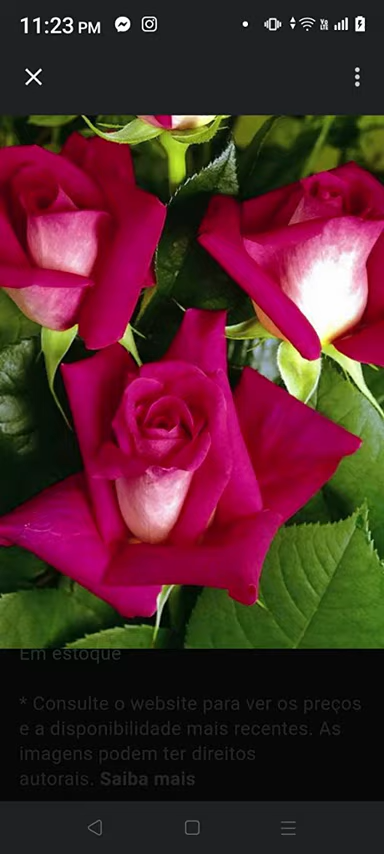 11:23 PM
Em estoque
* Consulte o website para ver os preços
e a disponibilidade mais recentes. As
imagens podem ter direitos
autorais. Saiba mais